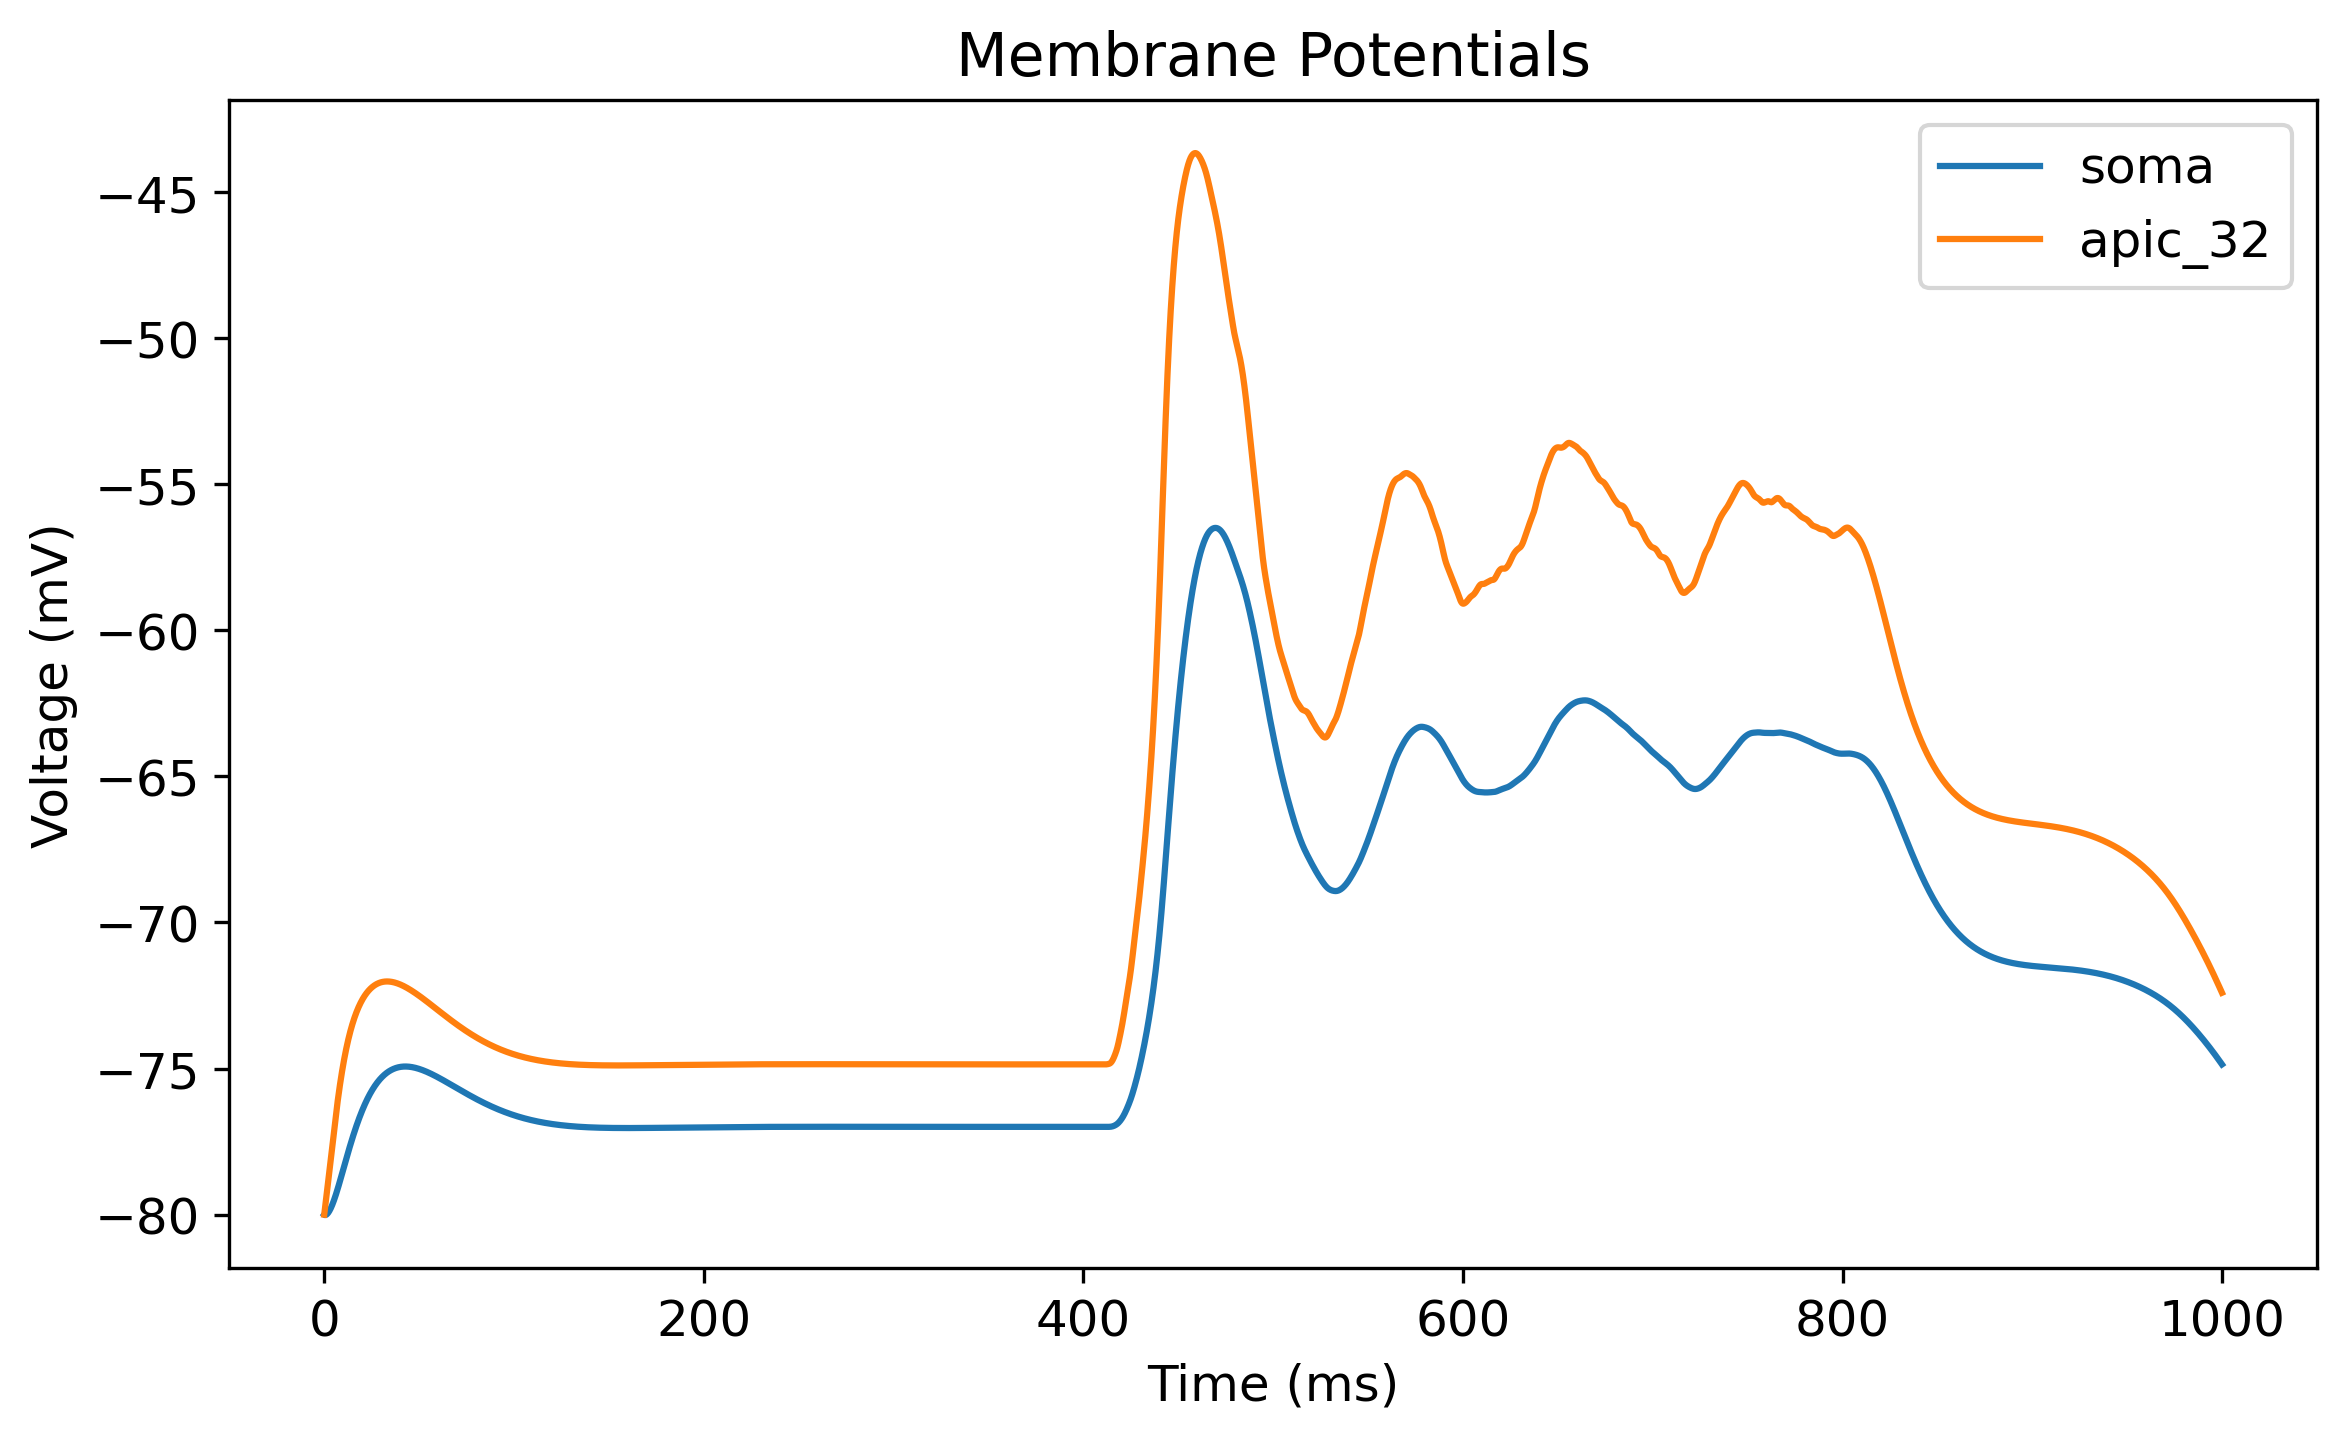 Membrane Potentials
soma
apic_32
Voltage (mV)
−45
−50
−55
−60
−65
−70
−75
−80
0 200 400 600 800 1000
Time (ms)